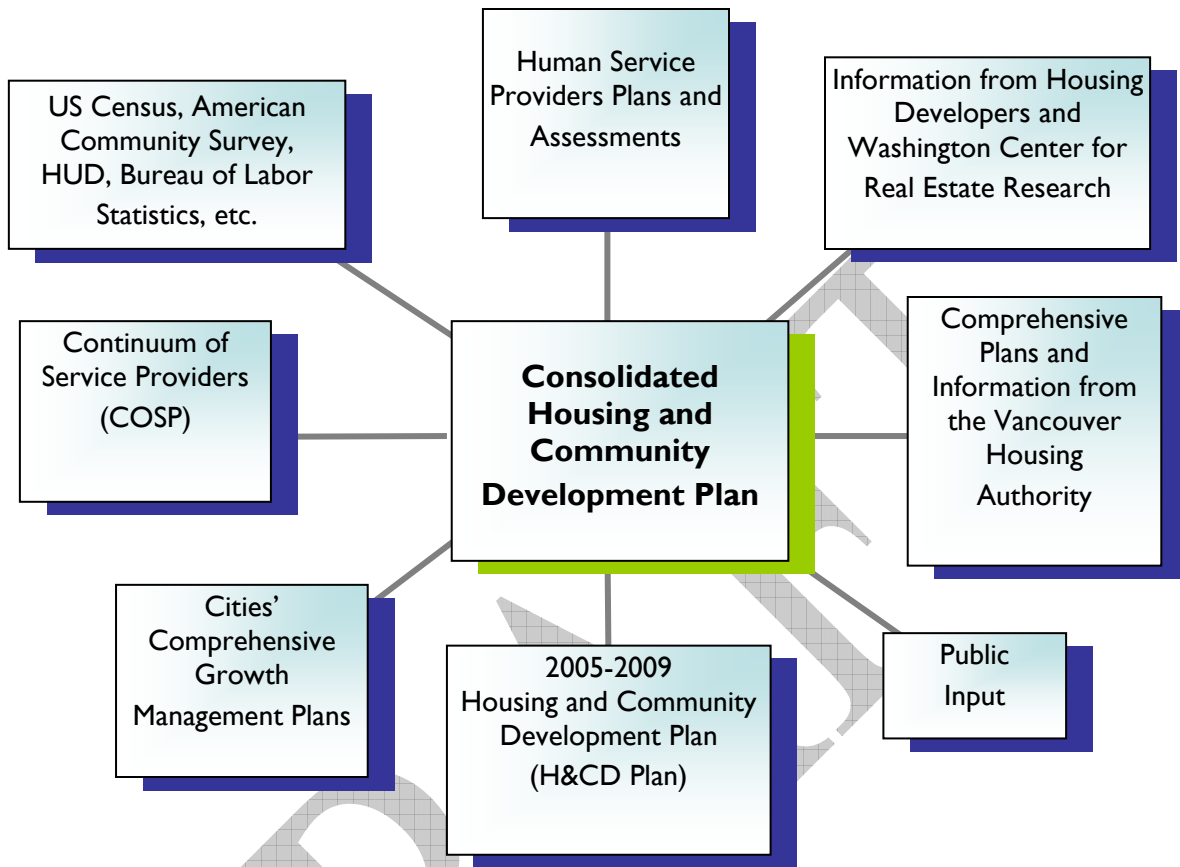 US Census, American
Community Survey,
HUD, Bureau of Labor
Statistics, etc.
Human Service
Providers Plans and
Assessments
Information from Housing
Developers and
Washington Center for
Real Estate Research
Continuum of
Service Providers
(COSP)
Consolidated
Housing and
Community
Development Plan
Comprehensive
Plans and
Information from
the Vancouver
Housing
Authority
Cities’
Comprehensive
Growth
Management Plans
2005-2009
Housing and Community
Development Plan
(H&CD Plan)
Public
Input